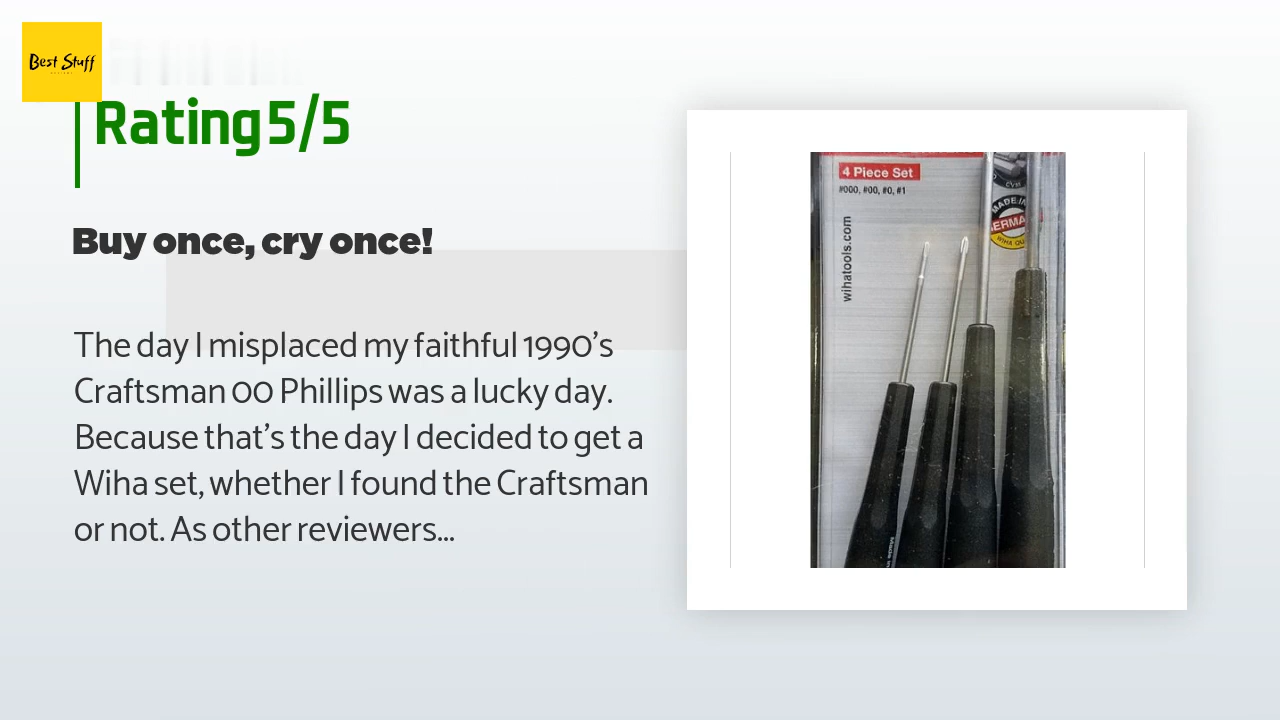 Best Stuff
Rating 5/5
Buy once, cry once!
The day I misplaced my faithful 1990's
Craftsman 00 Phillips was a lucky day.
Because that's the day I decided to get a
Wiha set, whether I found the Craftsman
or not. As other reviewers...
4 Piece Set
#000, #00, #0, #1
wihatools.com
MADE IN